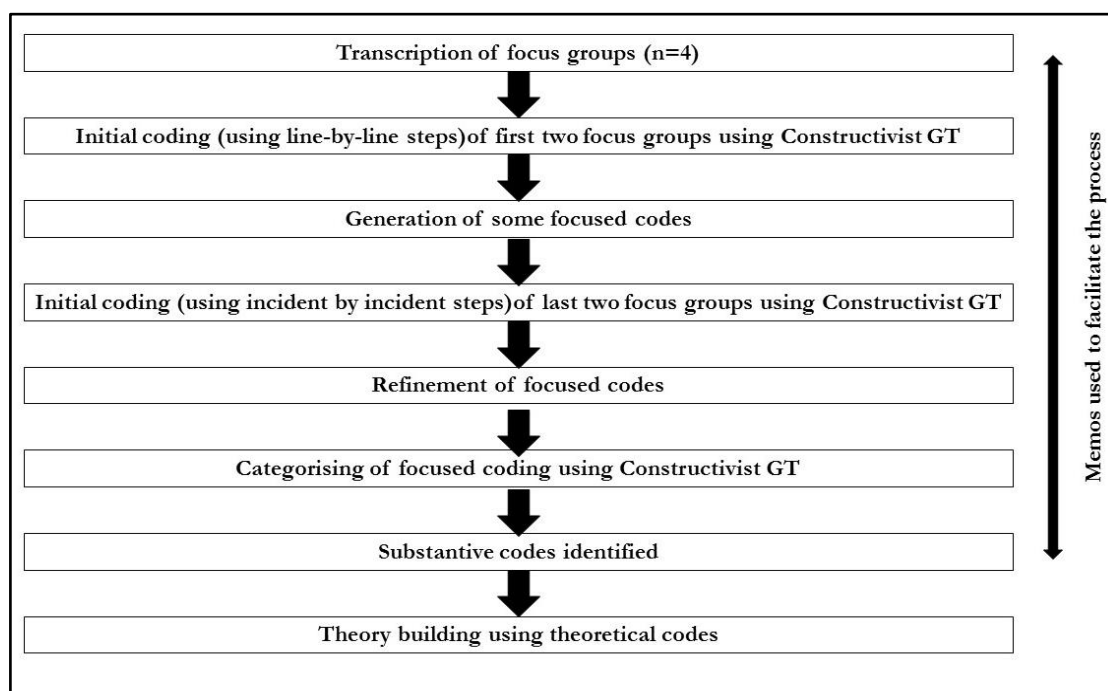 Transcription of focus groups (n=4)
Initial coding (using line-by-line steps)of first two focus groups using Constructivist GT
Generation of some focused codes
Initial coding (using incident by incident steps)of last two focus groups using Constructivist GT
Refinement of focused codes
Categorising of focused coding using Constructivist GT
Substantive codes identified
Theory building using theoretical codes
Memos used to facilitate the process